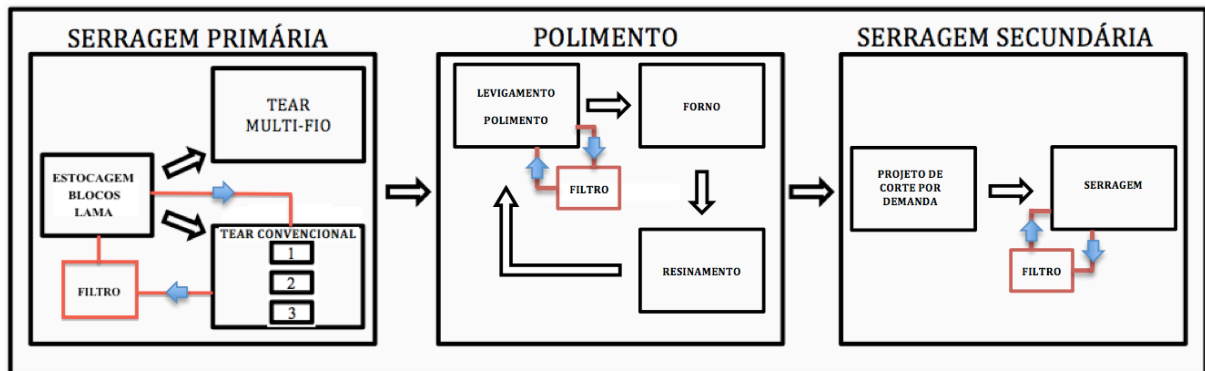 SERRAGEM PRIMÁRIA
TEAR
MULTI-FIO
ESTOCAGEM
BLOCOS
LAMA
TEAR CONVENCIONAL
1
2
3
FILTRO
POLIMENTO
LEVIGAMENTO
POLIMENTO
FORNO
FILTRO
RESINAMENTO
SERRAGEM SECUNDÁRIA
PROJETO DE
CORTE POR
DEMANDA
SERRAGEM
FILTRO